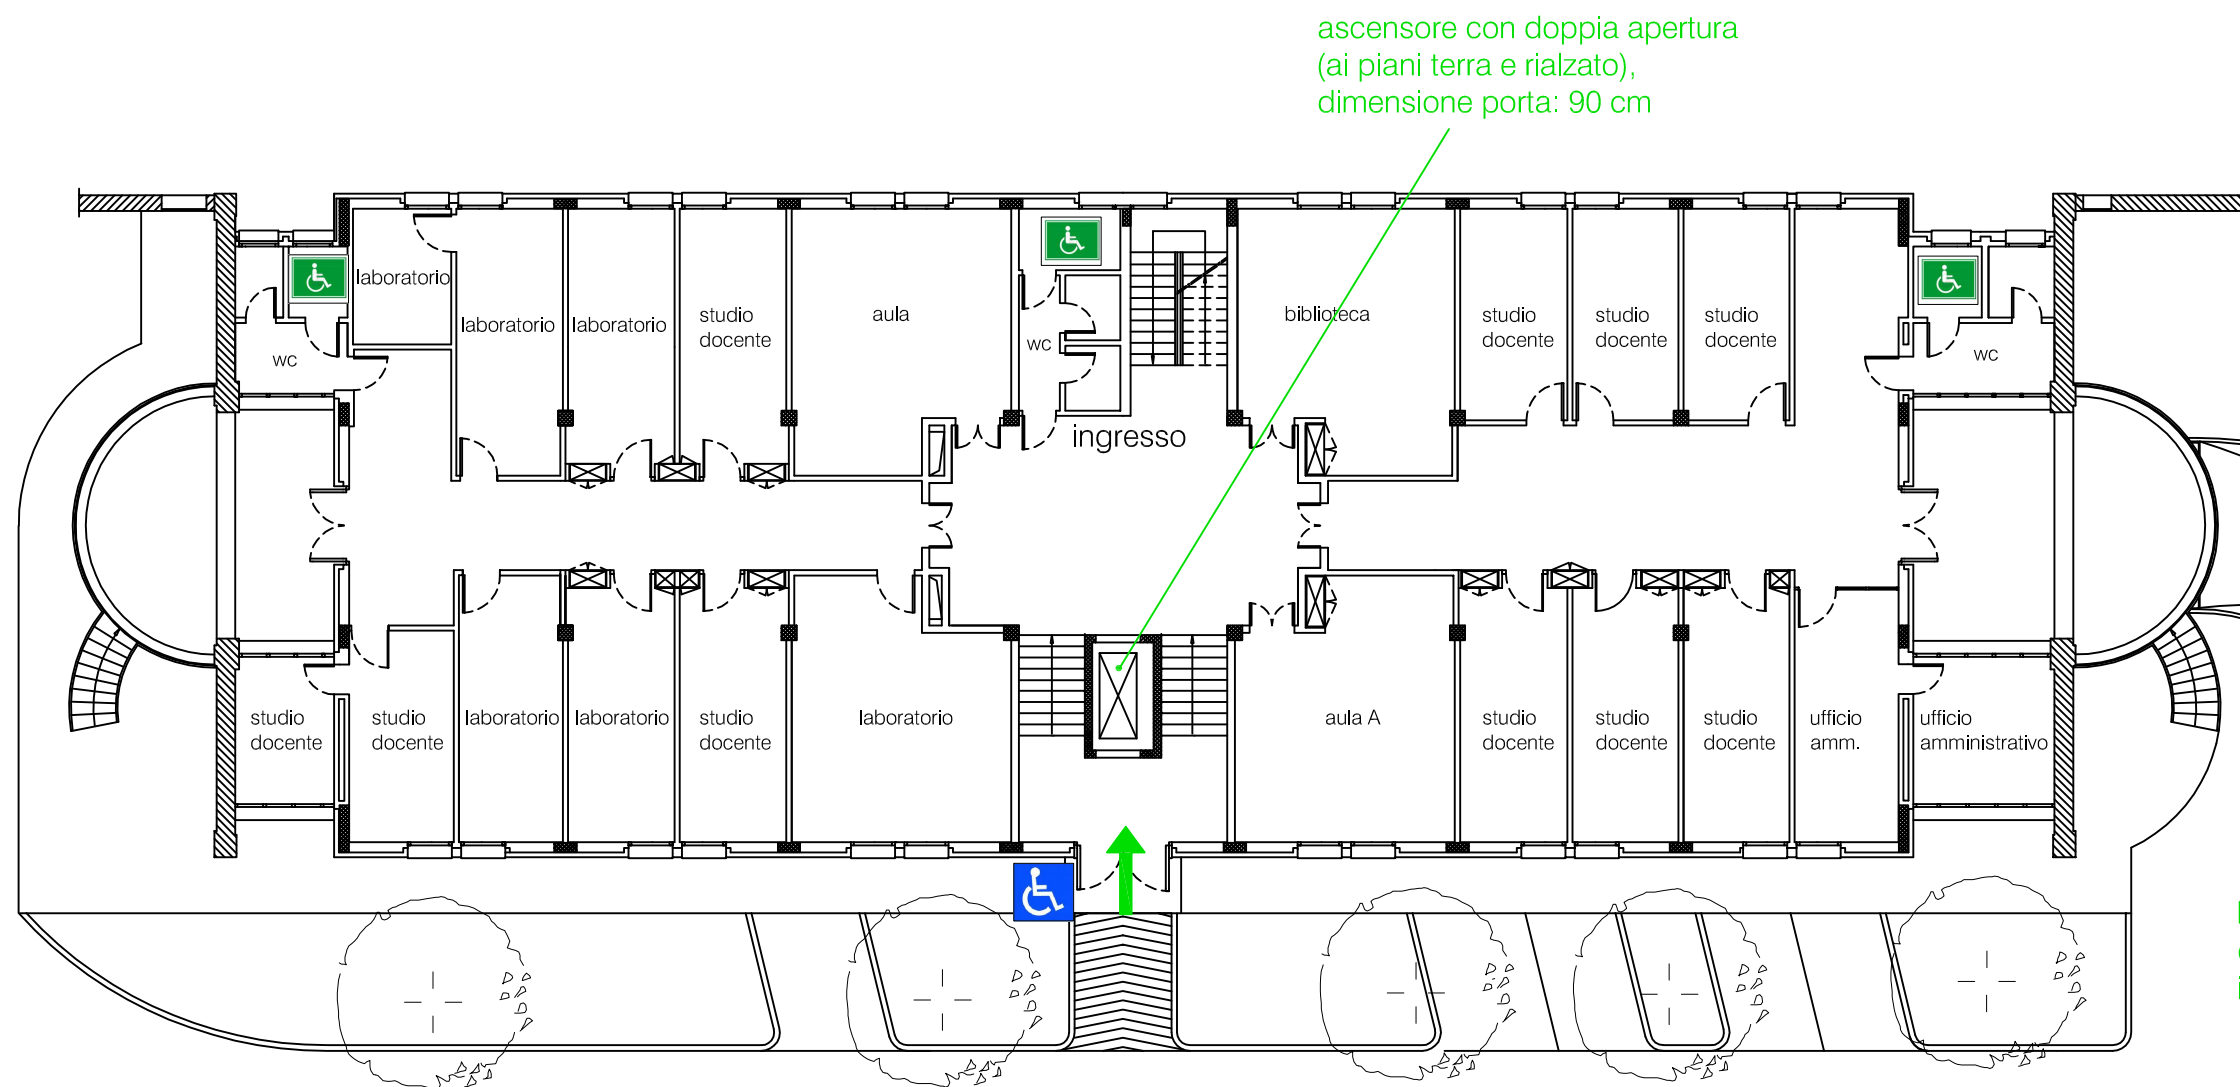 ascensore con doppia apertura
(ai piani terra e rialzato),
dimensione porta: 90 cm
laboratorio
laboratorio
laboratorio
studio
docente
aula
wc
wc
ingresso
biblioteca
studio
docente
studio
docente
studio
docente
wc
studio
docente
studio
docente
laboratorio
laboratorio
studio
docente
laboratorio
aula A
studio
docente
studio
docente
studio
docente
ufficio
amm.
ufficio
amministrativo